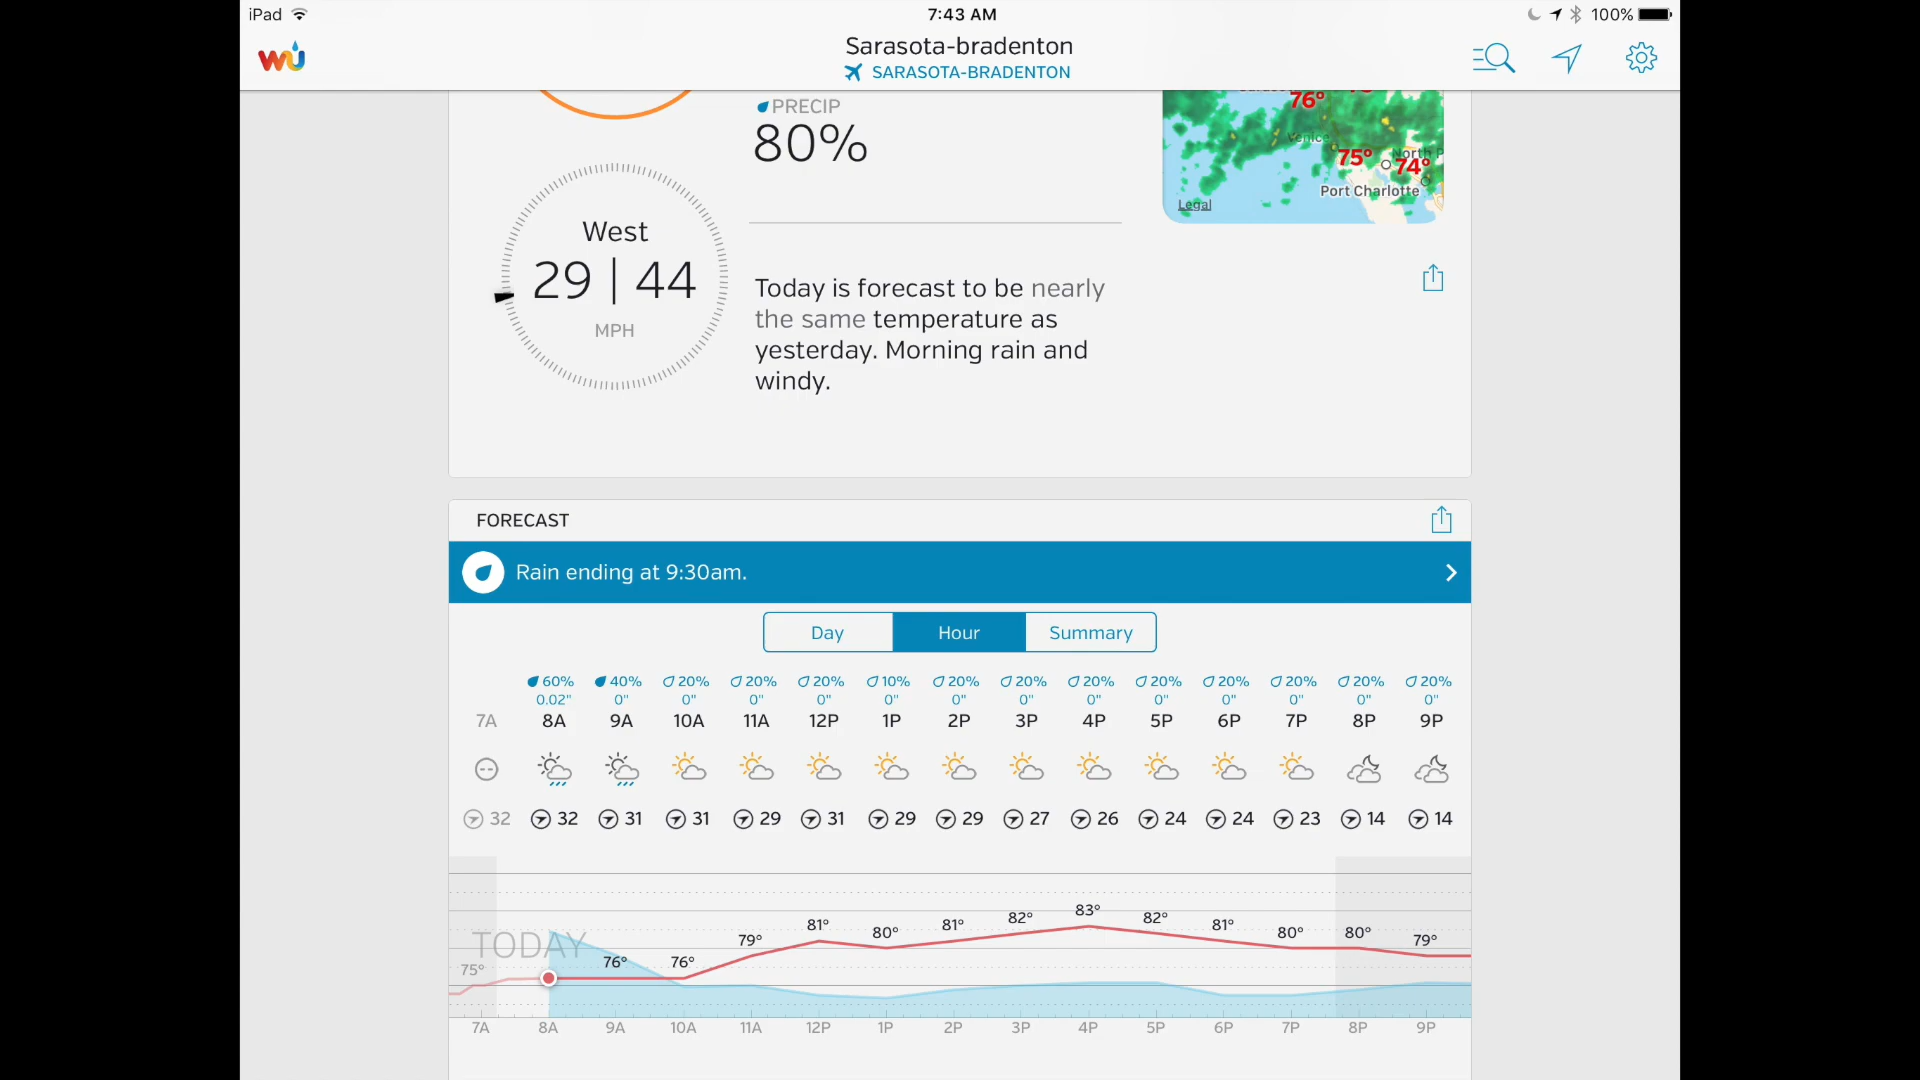 iPad 7:43 AM 100%
WU Sarasota-bradenton
SARASOTA-BRADENTON
PRECIP
80%
West
29 | 44
MPH
Today is forecast to be nearly
the same temperature as
yesterday. Morning rain and
windy.
76°
Venice
75°
74°
Port Charlotte
Legal
FORECAST
Rain ending at 9:30am.
Day Hour Summary
60% 40% 20% 20% 20% 10% 20% 20% 20% 20% 20% 20% 20% 20%
0.02" 0" 0" 0" 0" 0" 0" 0" 0" 0" 0" 0" 0" 0"
7A 8A 9A 10A 11A 12P 1P 2P 3P 4P 5P 6P 7P 8P 9P
32 32 31 31 29 31 29 29 27 26 24 24 23 14 14
TODAY
75° 76° 76° 79° 81° 80° 81° 82° 83° 82° 81° 80° 80° 79°
7A 8A 9A 10A 11A 12P 1P 2P 3P 4P 5P 6P 7P 8P 9P